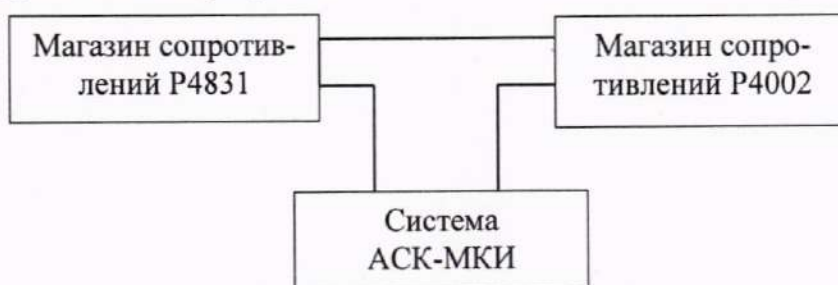 Магазин сопротив-
лений Р4831
Магазин сопро-
тивлений Р4002
Система
АСК-МКИ